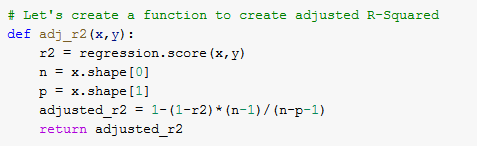 # Let's create a function to create adjusted R-Squared
def adj_r2(x,y):
    r2 = regression.score(x,y)
    n = x.shape[0]
    p = x.shape[1]
    adjusted_r2 = 1-(1-r2)*(n-1)/(n-p-1)
    return adjusted_r2